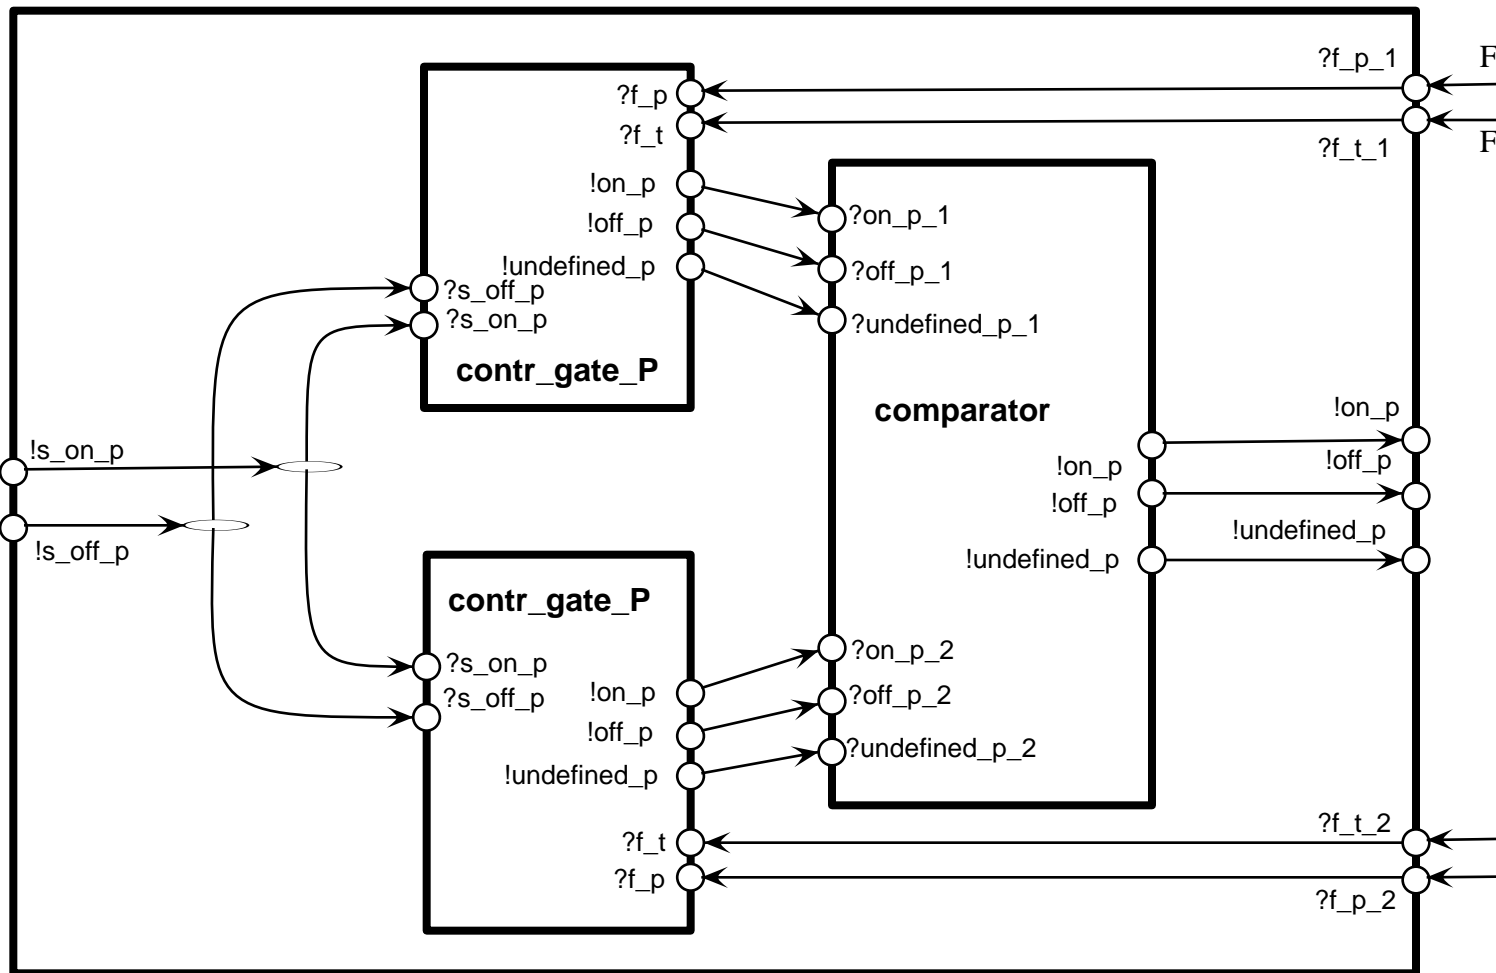 ?f_p_1
F
?f_p
?f_t
F
?f_t_1
!on_p
?on_p_1
!off_p
!undefined_p
?off_p_1
?s_off_p
?s_on_p
?undefined_p_1
contr_gate_P
comparator
!on_p
!s_on_p
!on_p
!off_p
!off_p
!s_off_p
!undefined_p
!undefined_p
contr_gate_P
?on_p_2
?s_on_p
?s_off_p
!on_p
?off_p_2
!off_p
?undefined_p_2
!undefined_p
?f_t_2
?f_t
?f_p
?f_p_2